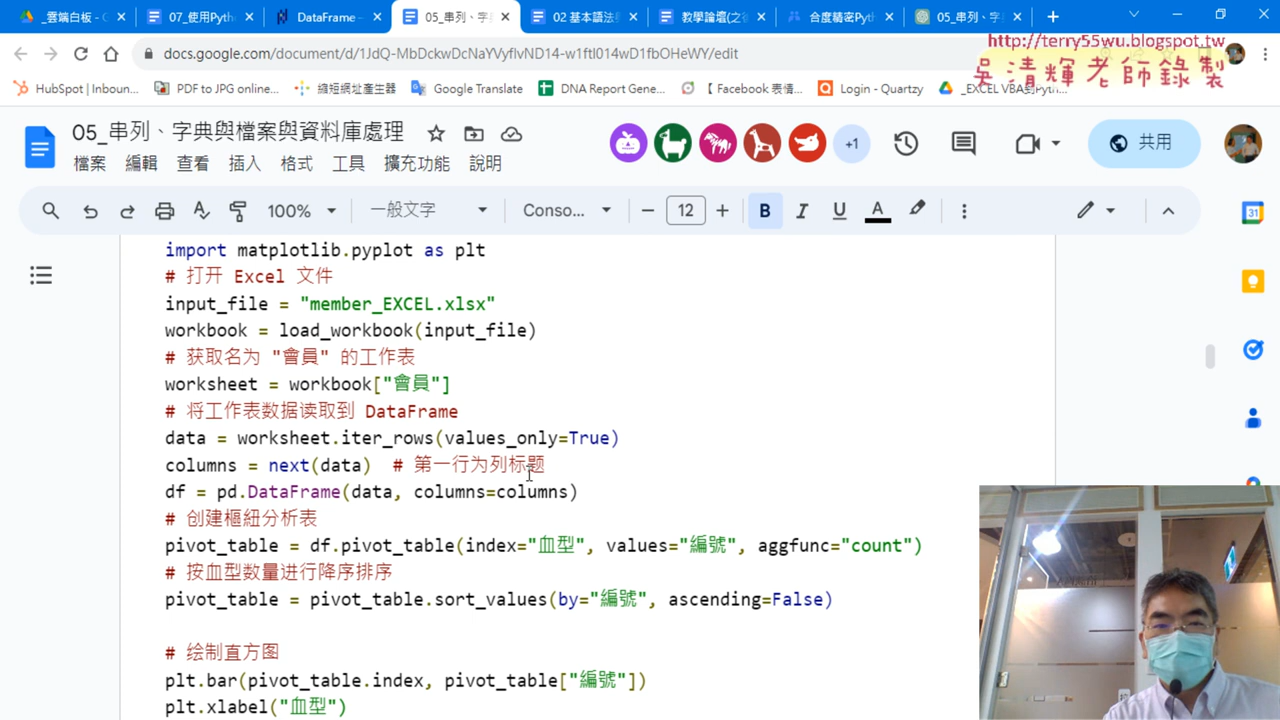 _雲端白板 - G
07_使用Pyth
DataFrame –
05_串列、字
02 基本語法
教學論壇(之
合度精密Pyth
05_串列、字
docs.google.com/document/d/1JdQ-MbDckwDcNaYVyfIvND14-w1ftI014wD1fbOHeWY/edit
http://terry55wu.blogspot.tw
吳清輝老師錄製
HubSpot (Inboun...
PDF to JPG online...
縮短網址產生器
Google Translate
DNA Report Gene...
【 Facebook 表情...
Login - Quartzy
_EXCEL VBA到Pyth...
05_串列、字典與檔案與資料庫處理
+1
共用
檔案 編輯 查看 插入 格式 工具 擴充功能 說明
100%
一般文字
Conso...
12
B I U A
31
import matplotlib.pyplot as plt
# 打开 Excel 文件
input_file = "member_EXCEL.xlsx"
workbook = load_workbook(input_file)
# 获取名为 "會員" 的工作表
worksheet = workbook["會員"]
# 将工作表数据读取到 DataFrame
data = worksheet.iter_rows(values_only=True)
columns = next(data)  # 第一行为列标题
df = pd.DataFrame(data, columns=columns)
# 创建樞紐分析表
pivot_table = df.pivot_table(index="血型", values="編號", aggfunc="count")
# 按血型数量进行降序排序
pivot_table = pivot_table.sort_values(by="編號", ascending=False)
# 绘制直方图
plt.bar(pivot_table.index, pivot_table["編號"])
plt.xlabel("血型")